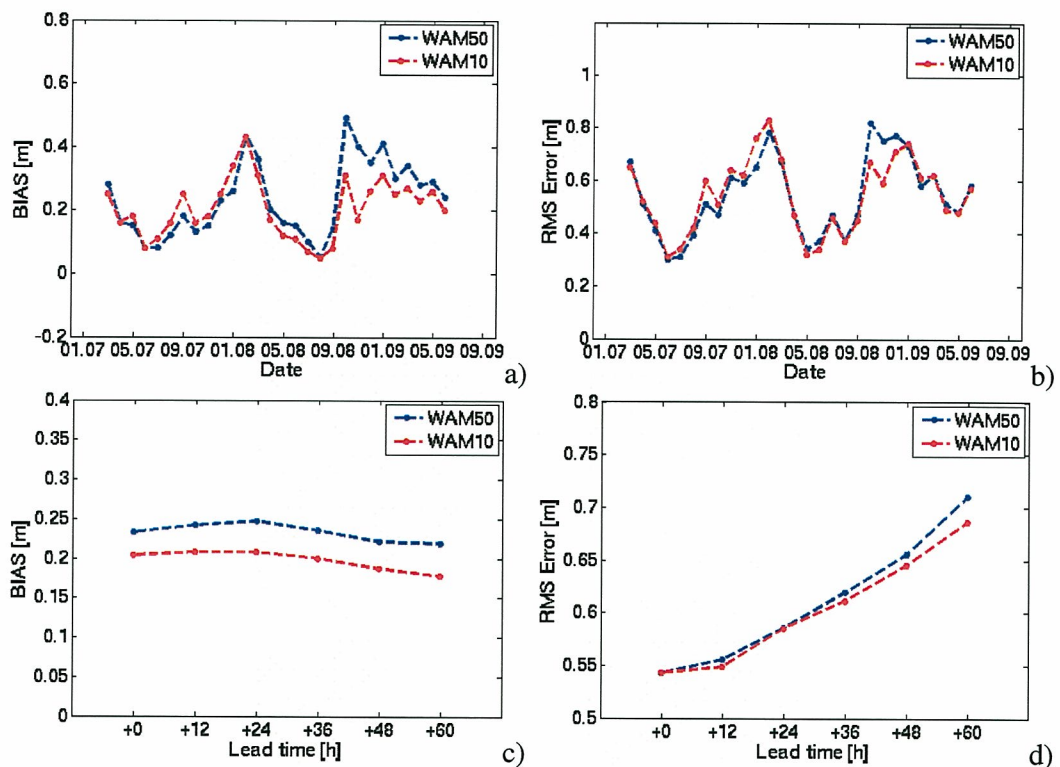 0.8
0.6
0.4
0.2
0
-0.2
BIAS [m]
WAM50
WAM10
01.07 05.07 09.07 01.08 05.08 09.08 01.09 05.09 09.09
Date
a)
1
0.8
0.6
0.4
0.2
0
RMS Error [m]
WAM50
WAM10
01.07 05.07 09.07 01.08 05.08 09.08 01.09 05.09 09.09
Date
b)
0.4
0.35
0.3
0.25
0.2
0.15
0.1
0.05
0
BIAS [m]
WAM50
WAM10
+0 +12 +24 +36 +48 +60
Lead time [h]
c)
0.8
0.75
0.7
0.65
0.6
0.55
0.5
RMS Error [m]
WAM50
WAM10
+0 +12 +24 +36 +48 +60
Lead time [h]
d)